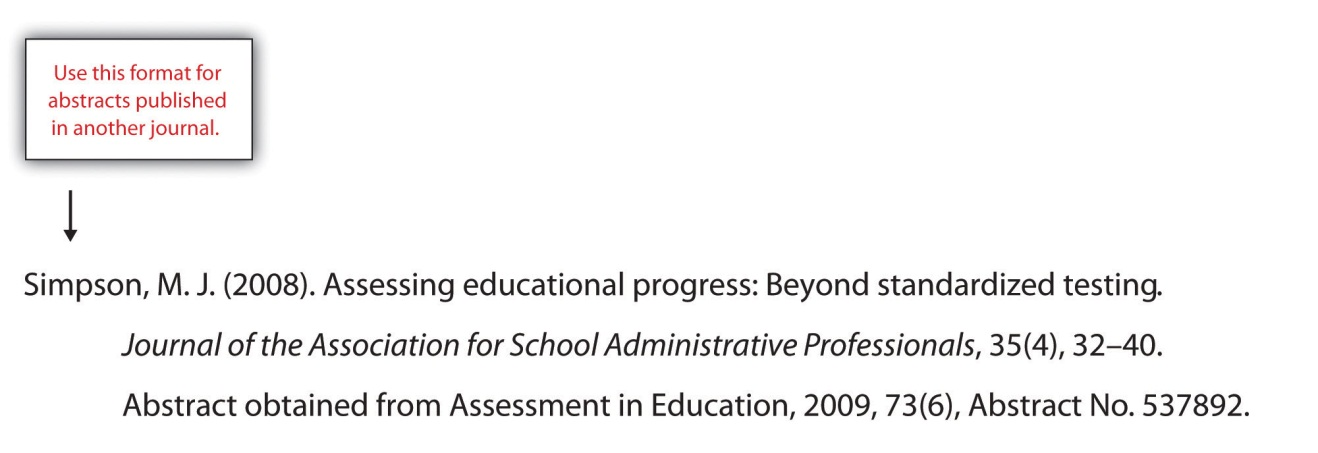 Use this format for
abstracts published
in another journal.
Simpson, M. J. (2008). Assessing educational progress: Beyond standardized testing.
Journal of the Association for School Administrative Professionals, 35(4), 32–40.
Abstract obtained from Assessment in Education, 2009, 73(6), Abstract No. 537892.